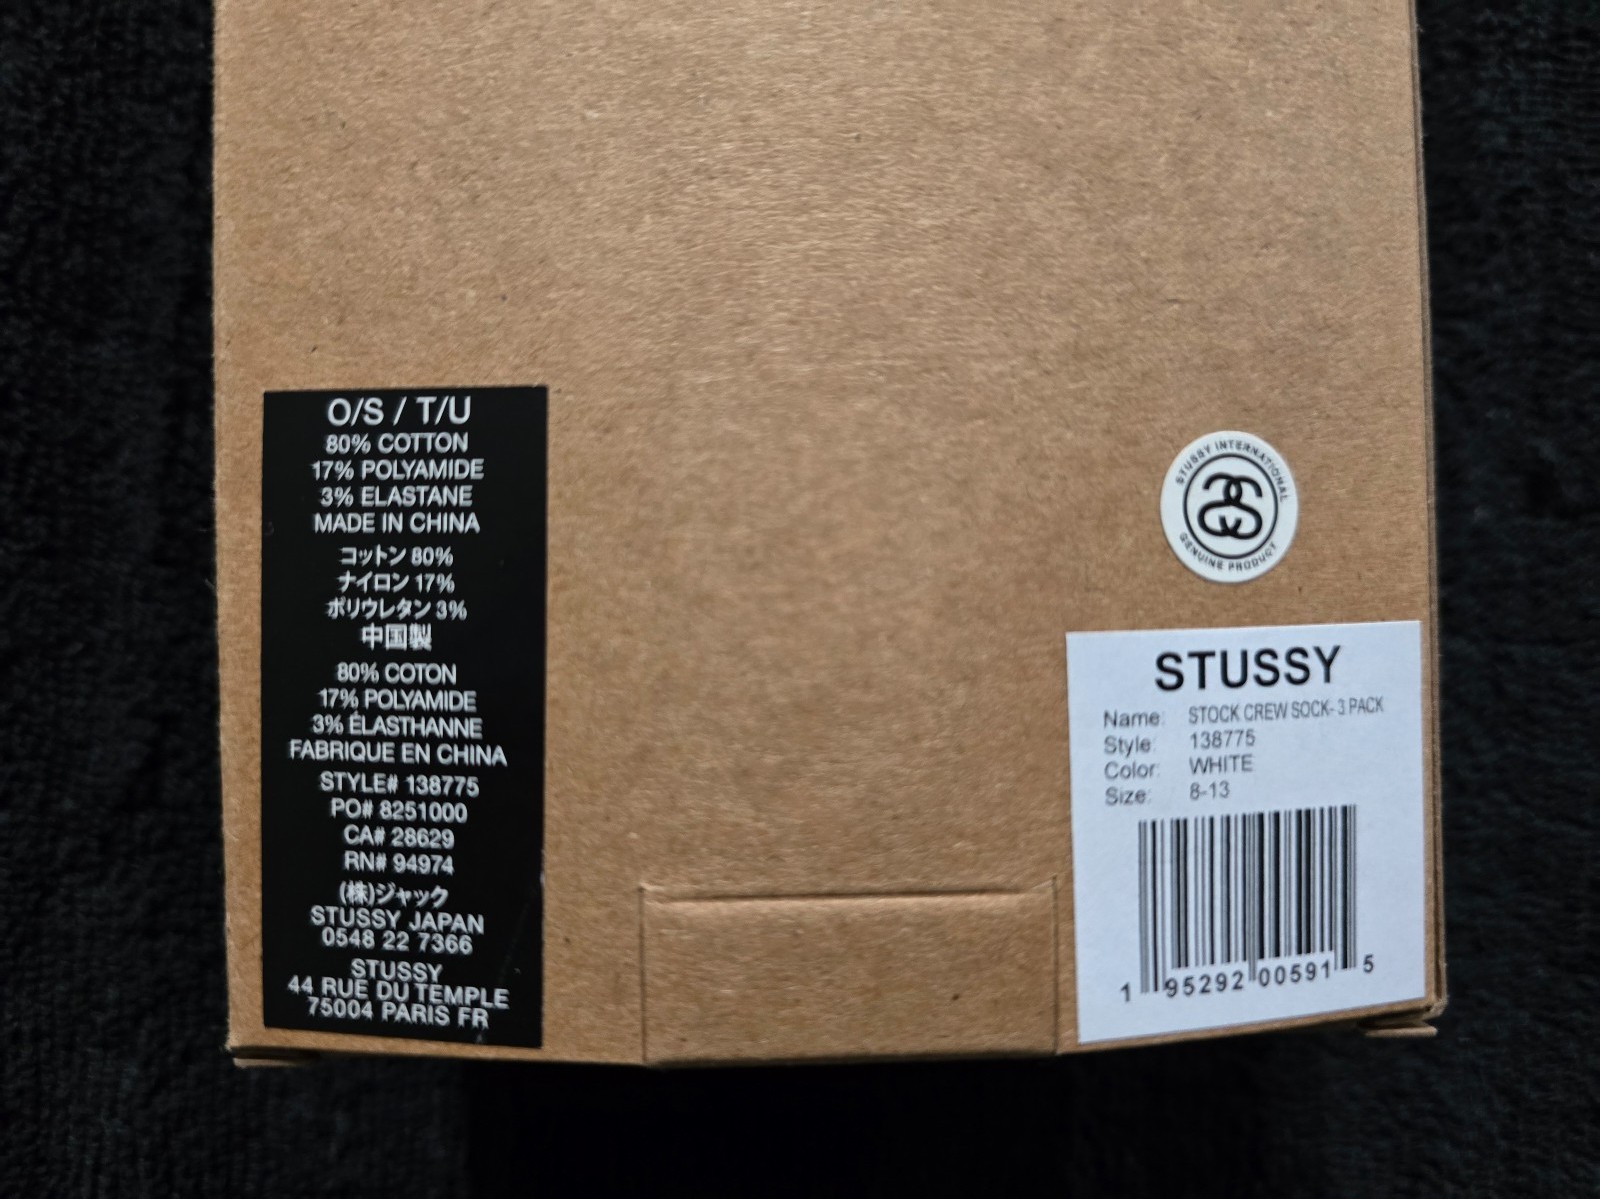 O/S / T/U
80% COTTON
17% POLYAMIDE
3% ELASTANE
MADE IN CHINA
コットン 80%
ナイロン 17%
ポリウレタン 3%
中国製
80% COTON
17% POLYAMIDE
3% ÉLASTHANNE
FABRIQUE EN CHINA
STYLE# 138775
PO# 8251000
CA# 28629
RN# 94974
(株)ジャック
STUSSY JAPAN
0548 22 7366
STUSSY
44 RUE DU TEMPLE
75004 PARIS FR
STUSSY INTERNATIONAL
GENUINE PRODUCT
STUSSY
Name: STOCK CREW SOCK- 3 PACK
Style: 138775
Color: WHITE
Size: 8-13
1 95292 00591 5